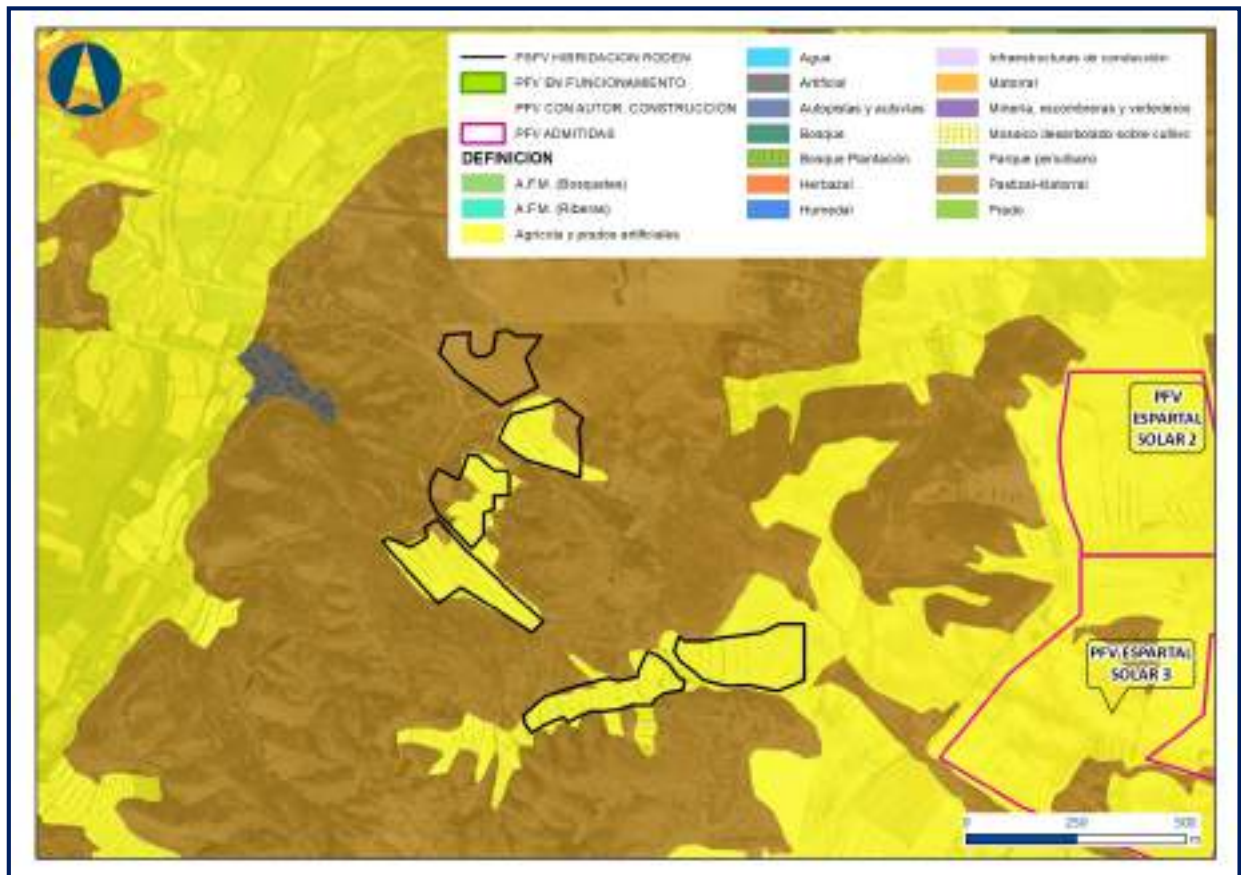 PSFV HIBRIDACION RODEN
PFV EN FUNCIONAMIENTO
PFV CON AUTOR. CONSTRUCCIÓN
PFV ADMITIDAS
DEFINICION
A.F.M. (Bosquetes)
A.F.M. (Riberas)
Agrícola y prados artificiales
Agua
Artificial
Autopistas y autovías
Bosque
Bosque Plantación
Herbazal
Humedal
Infraestructuras de conducción
Matorral
Minería, escombreras y vertederos
Mosaico desarbolado sobre cultivo
Parque periurbano
Pastizal-Matorral
Prado
PFV
ESPARTAL
SOLAR 2
PFV ESPARTAL
SOLAR 3
0 250 500
m